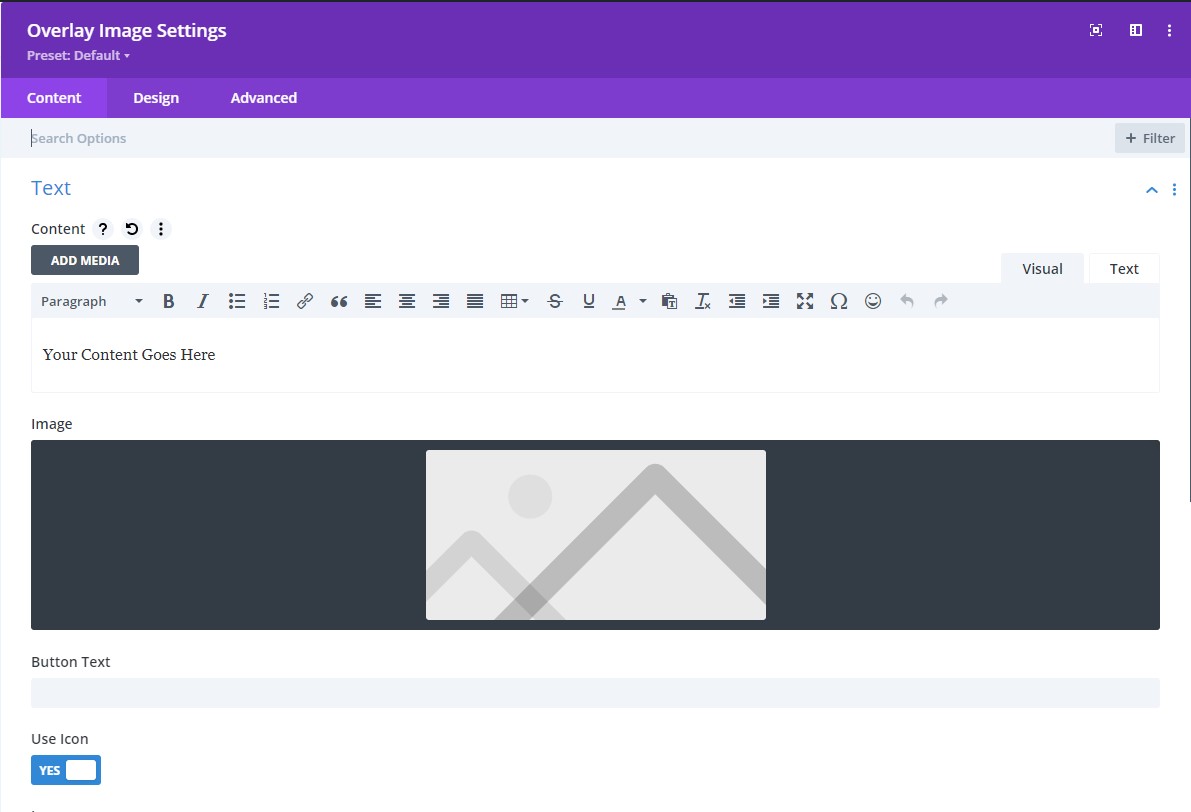 Overlay Image Settings
Preset: Default
Content Design Advanced
Search Options
+ Filter
Text
Content ?
ADD MEDIA
Visual Text
Paragraph B I U A
Your Content Goes Here
Image
Button Text
Use Icon
YES